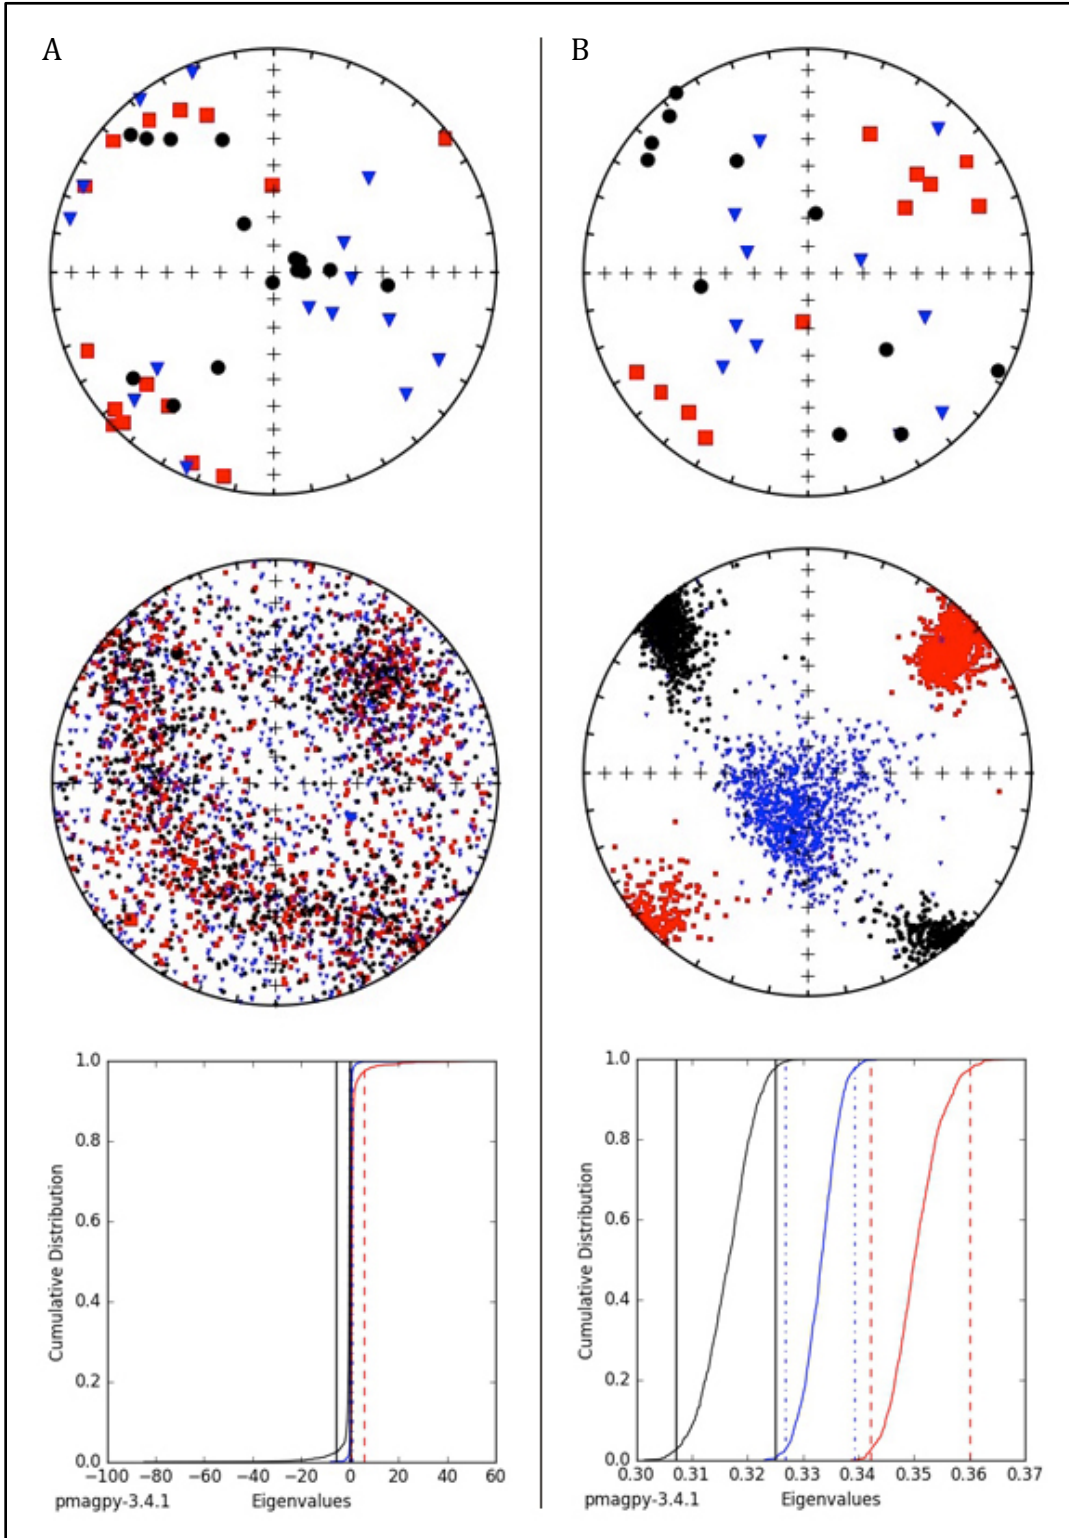 A
B
1.0
0.8
0.6
0.4
0.2
0.0
Cumulative Distribution
−100 −80 −60 −40 −20 0 20 40 60
pmagpy-3.4.1 Eigenvalues
1.0
0.8
0.6
0.4
0.2
0.0
Cumulative Distribution
0.30 0.31 0.32 0.33 0.34 0.35 0.36 0.37
pmagpy-3.4.1 Eigenvalues